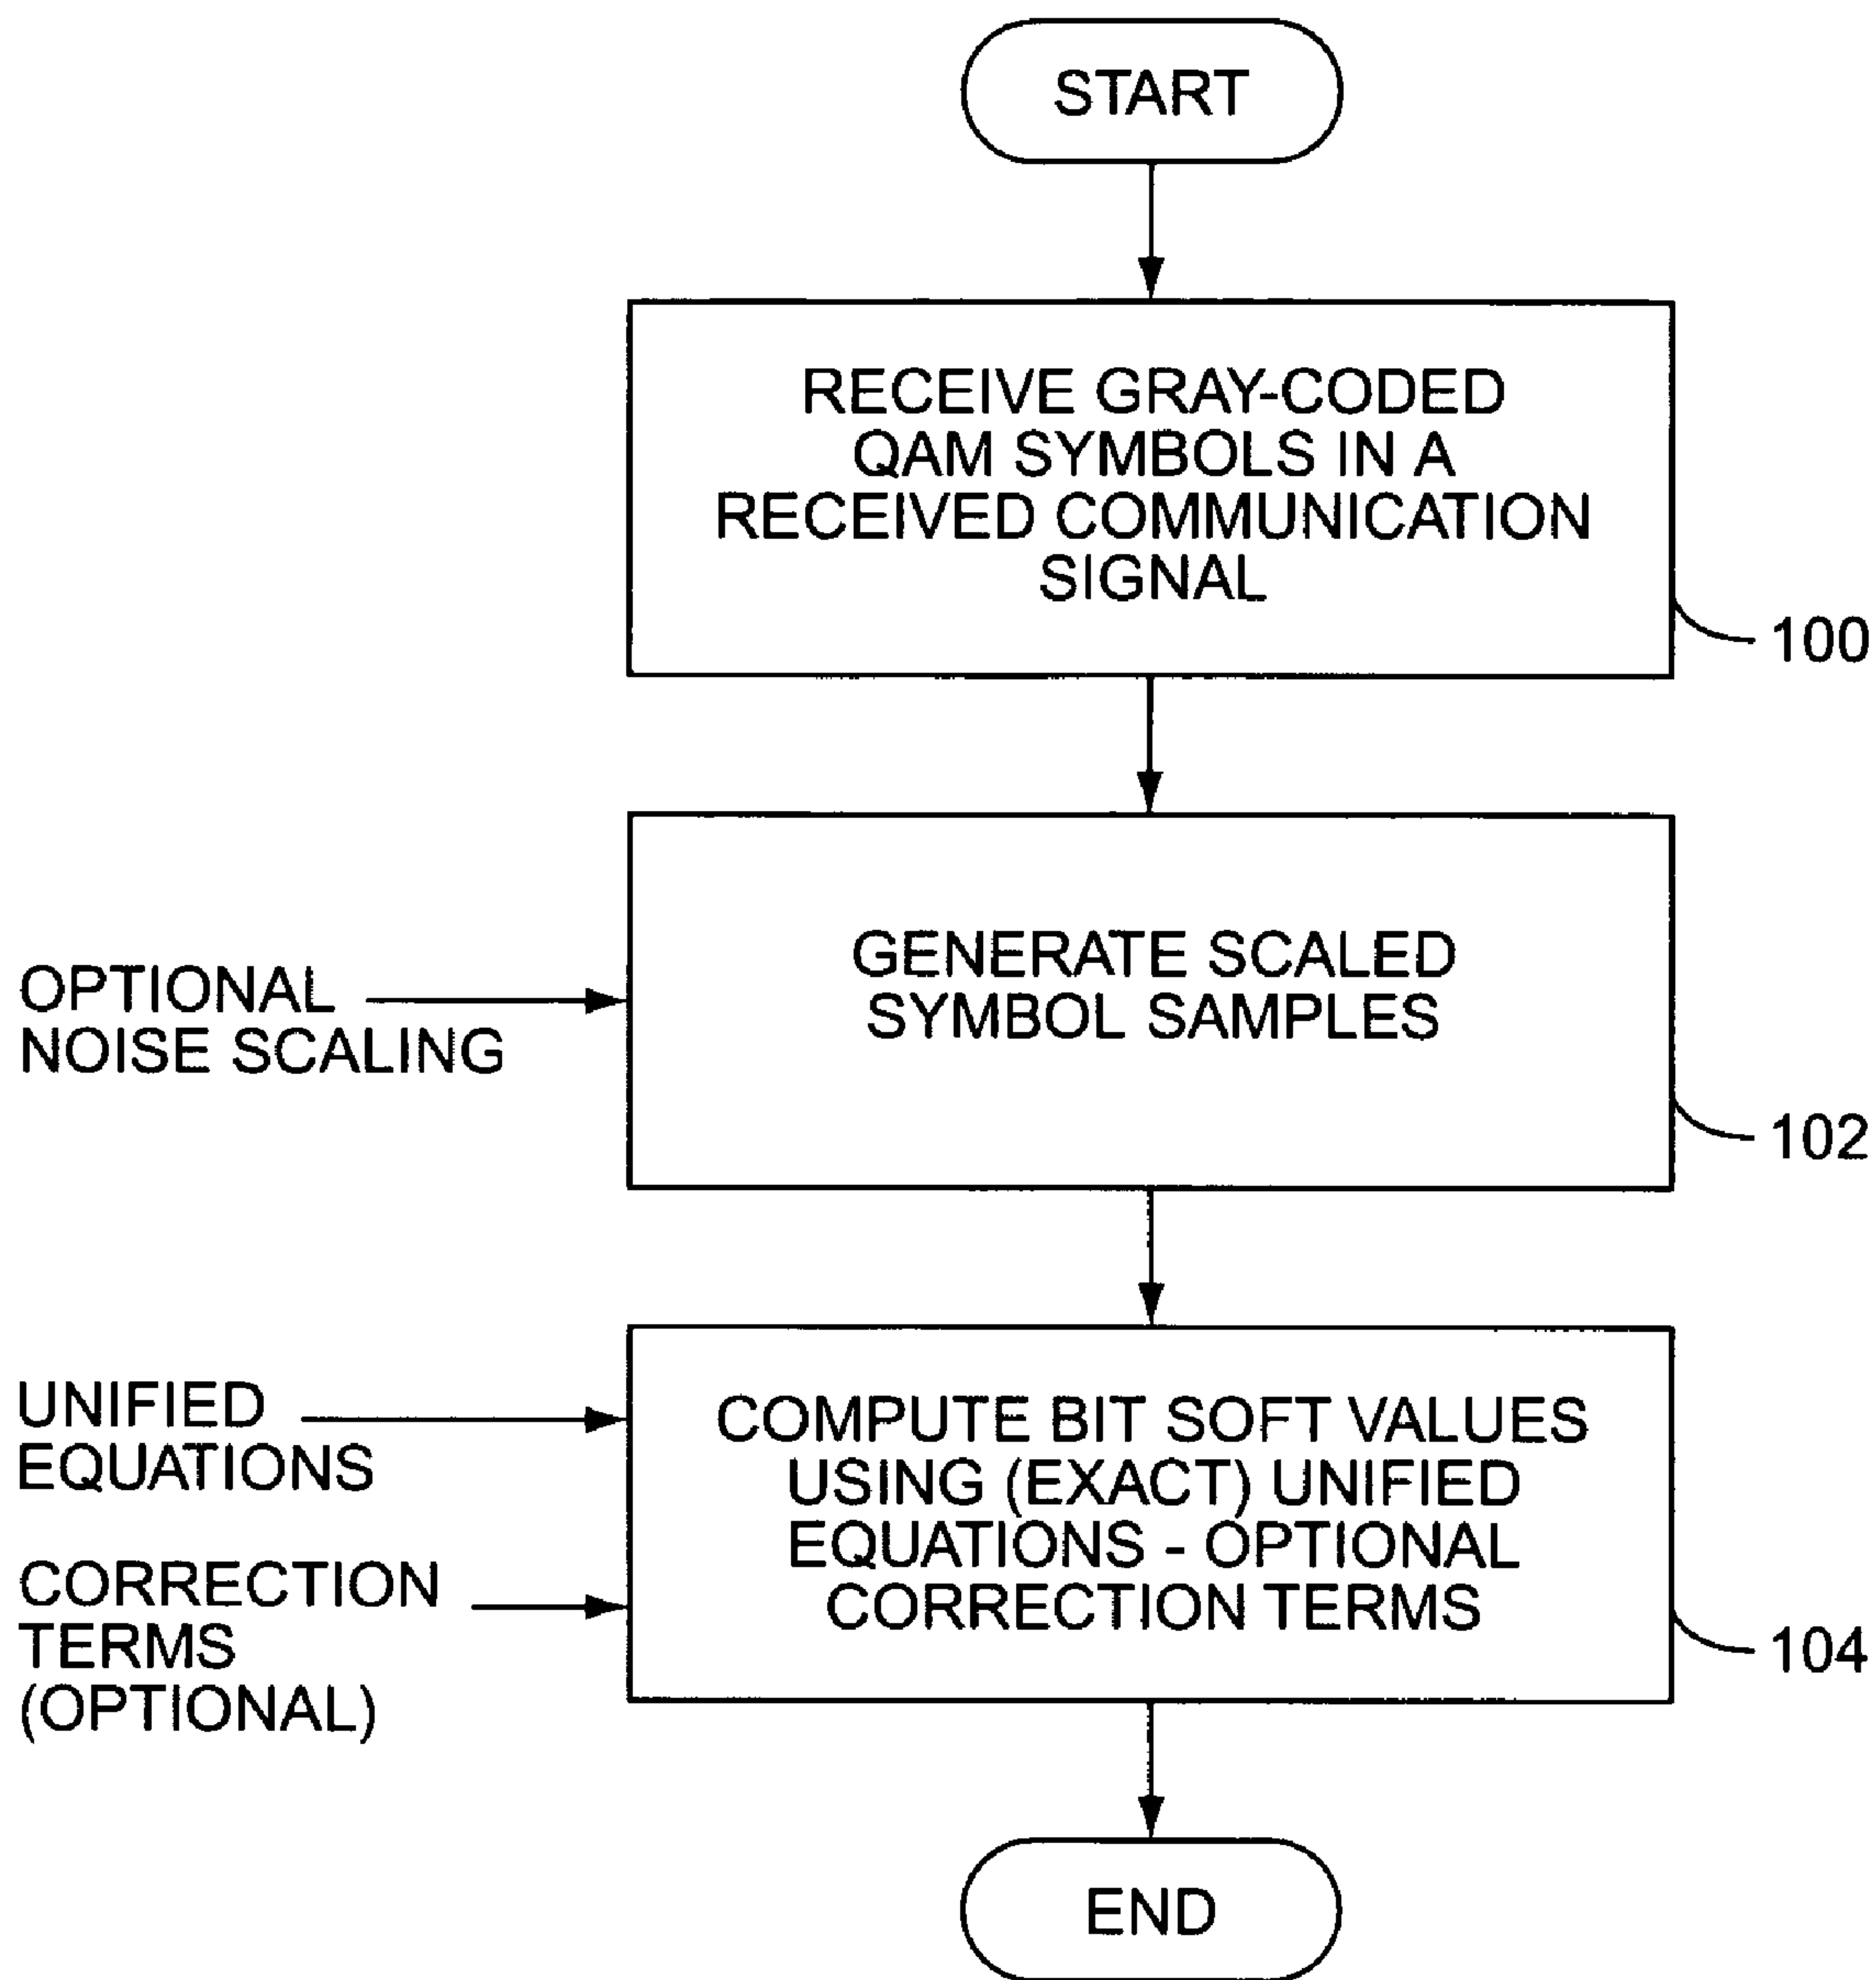 START
RECEIVE GRAY-CODED
QAM SYMBOLS IN A
RECEIVED COMMUNICATION
SIGNAL
100
GENERATE SCALED
SYMBOL SAMPLES
OPTIONAL
NOISE SCALING
102
UNIFIED
EQUATIONS
CORRECTION
TERMS
(OPTIONAL)
COMPUTE BIT SOFT VALUES
USING (EXACT) UNIFIED
EQUATIONS - OPTIONAL
CORRECTION TERMS
104
END